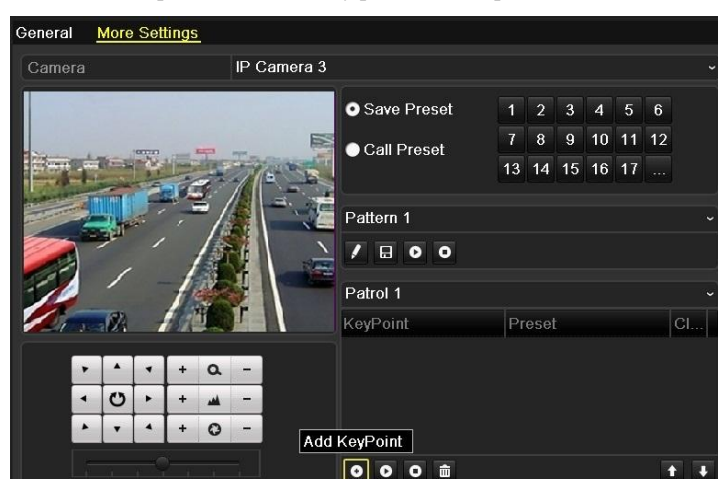 General More Settings
Camera IP Camera 3
Save Preset 1 2 3 4 5 6
Call Preset 7 8 9 10 11 12
13 14 15 16 17 ...
Pattern 1
Patrol 1
KeyPoint Preset Cl...
+ -
+ -
+ -
Add KeyPoint